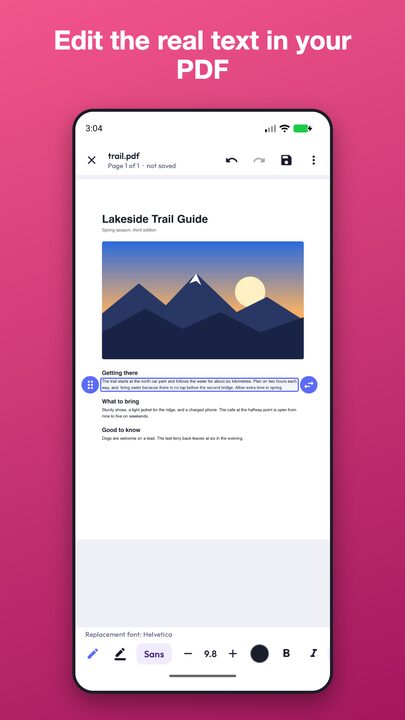 Edit the real text in your
PDF
3:04
trail.pdf
Page 1 of 1 · not saved
Lakeside Trail Guide
Spring season, third edition
Getting there
The trail starts at the north car park and follows the water for about six kilometres. Plan on two hours each
way, and bring water because there is no tap before the second bridge. Allow extra time in spring.
What to bring
Sturdy shoes, a light jacket for the ridge, and a charged phone. The cafe at the halfway point is open from
nine to five on weekends.
Good to know
Dogs are welcome on a lead. The last ferry back leaves at six in the evening.
Replacement font: Helvetica
Sans
9.8
B
I